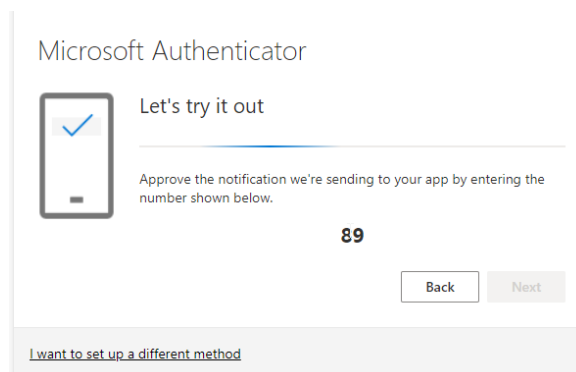 Microsoft Authenticator
Let's try it out
Approve the notification we're sending to your app by entering the
number shown below.
89
Back
Next
I want to set up a different method